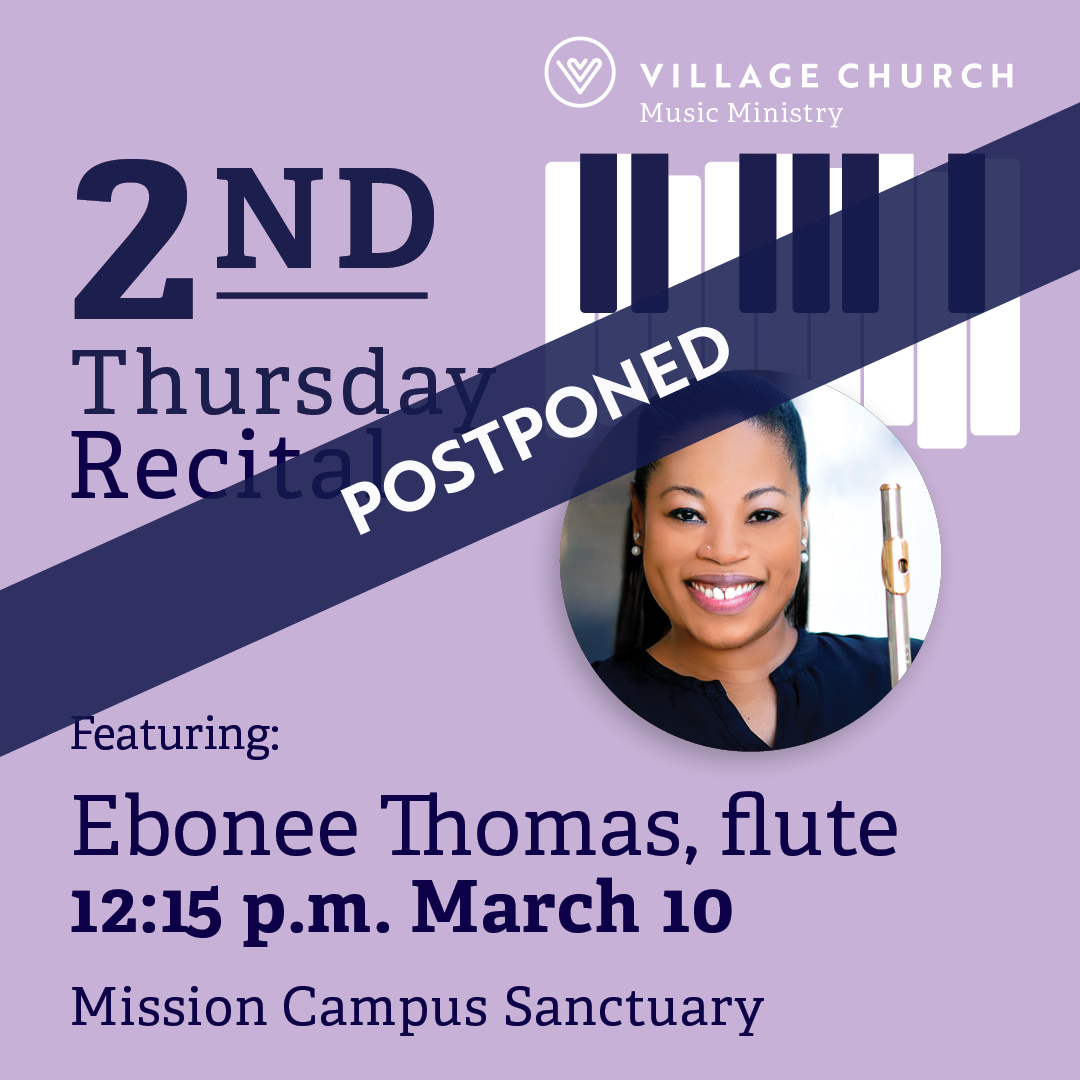 VILLAGE CHURCH
Music Ministry
2ND
Thursday
Recital
POSTPONED
Featuring:
Ebonee Thomas, flute
12:15 p.m. March 10
Mission Campus Sanctuary